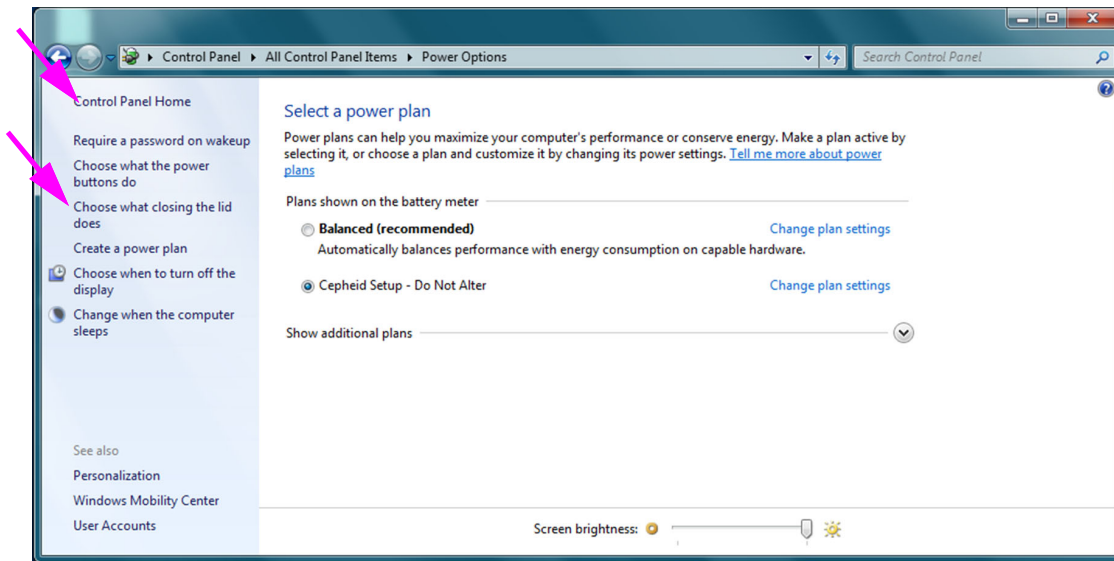 Control Panel ▸ All Control Panel Items ▸ Power Options
Search Control Panel
Control Panel Home
Require a password on wakeup
Choose what the power
buttons do
Choose what closing the lid
does
Create a power plan
Choose when to turn off the
display
Change when the computer
sleeps
See also
Personalization
Windows Mobility Center
User Accounts
Select a power plan
Power plans can help you maximize your computer's performance or conserve energy. Make a plan active by
selecting it, or choose a plan and customize it by changing its power settings. Tell me more about power
plans
Plans shown on the battery meter
Balanced (recommended) Change plan settings
Automatically balances performance with energy consumption on capable hardware.
Cepheid Setup - Do Not Alter Change plan settings
Show additional plans
Screen brightness: